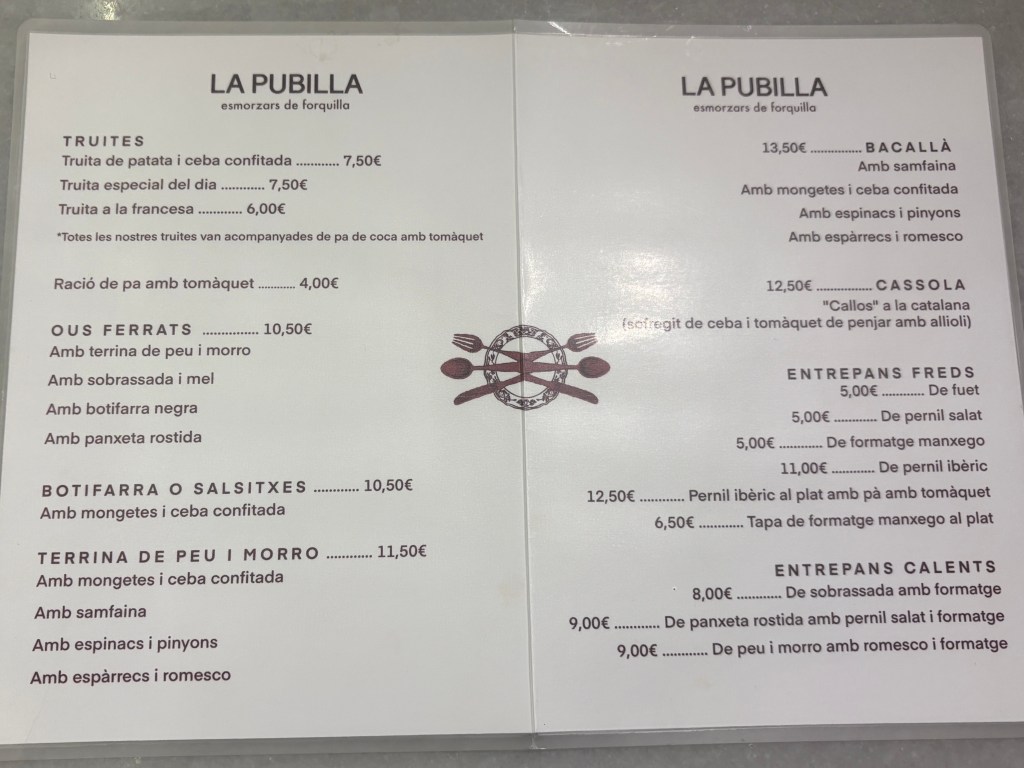 LA PUBILLA
esmorzars de forquilla
TRUITES
Truita de patata i ceba confitada ............ 7,50€
Truita especial del dia ............ 7,50€
Truita a la francesa ............ 6,00€
*Totes les nostres truites van acompanyades de pa de coca amb tomàquet
Ració de pa amb tomàquet ............ 4,00€
OUS FERRATS ............... 10,50€
Amb terrina de peu i morro
Amb sobrassada i mel
Amb botifarra negra
Amb panxeta rostida
BOTIFARRA O SALSITXES ............ 10,50€
Amb mongetes i ceba confitada
TERRINA DE PEU I MORRO ............ 11,50€
Amb mongetes i ceba confitada
Amb samfaina
Amb espinacs i pinyons
Amb espàrrecs i romesco
LA PUBILLA
esmorzars de forquilla
13,50€ .............. BACALLÀ
Amb samfaina
Amb mongetes i ceba confitada
Amb espinacs i pinyons
Amb espàrrecs i romesco
12,50€ ............... CASSOLA
"Callos" a la catalana
(sofregit de ceba i tomàquet de penjar amb allioli)
ENTREPANS FREDS
5,00€ ............ De fuet
5,00€ ............ De pernil salat
5,00€ ............ De formatge manxego
11,00€ ............ De pernil ibèric
12,50€ ............ Pernil ibèric al plat amb pà amb tomàquet
6,50€ ............ Tapa de formatge manxego al plat
ENTREPANS CALENTS
8,00€ ............ De sobrassada amb formatge
9,00€ ............ De panxeta rostida amb pernil salat i formatge
9,00€ ............ De peu i morro amb romesco i formatge